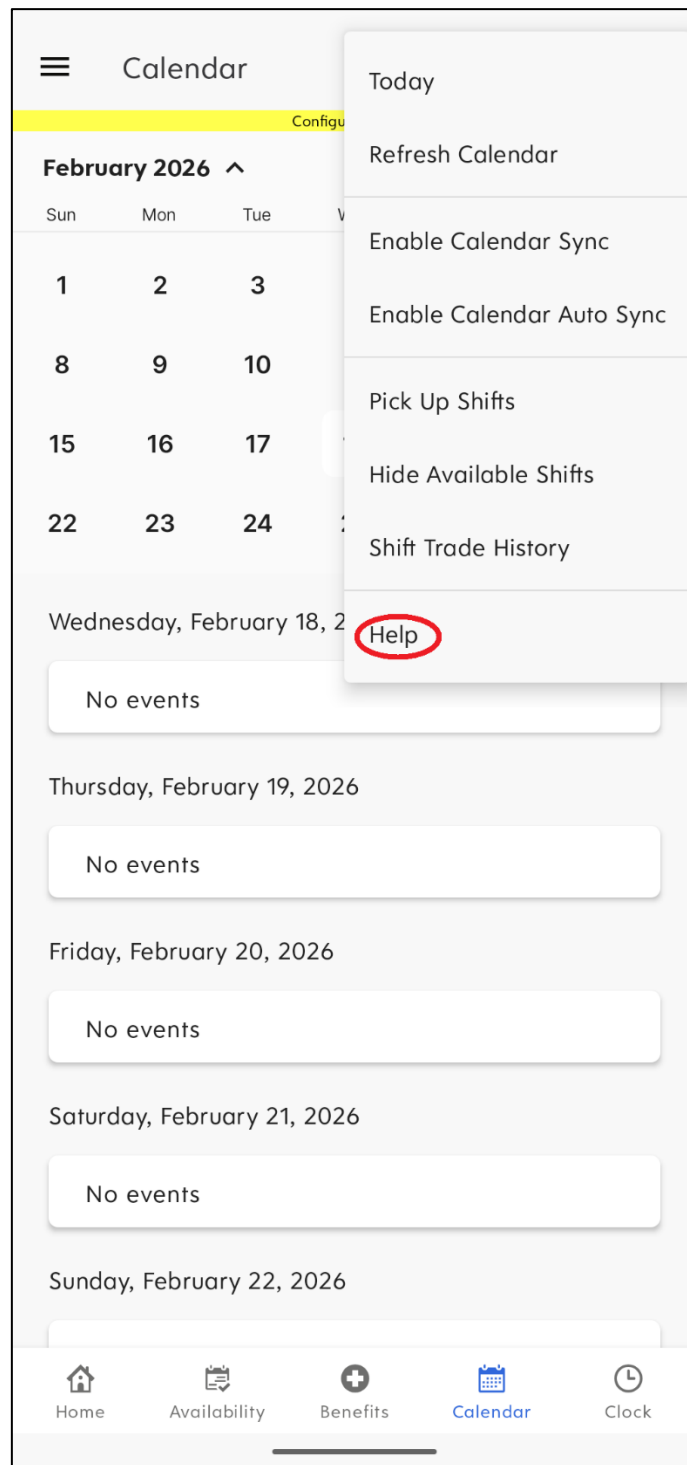 Calendar
Today
Refresh Calendar
Enable Calendar Sync
Enable Calendar Auto Sync
Pick Up Shifts
Hide Available Shifts
Shift Trade History
Help
February 2026
Sun Mon Tue
1 2 3
8 9 10
15 16 17
22 23 24
Wednesday, February 18,
No events
Thursday, February 19, 2026
No events
Friday, February 20, 2026
No events
Saturday, February 21, 2026
No events
Sunday, February 22, 2026
Home Availability Benefits Calendar Clock